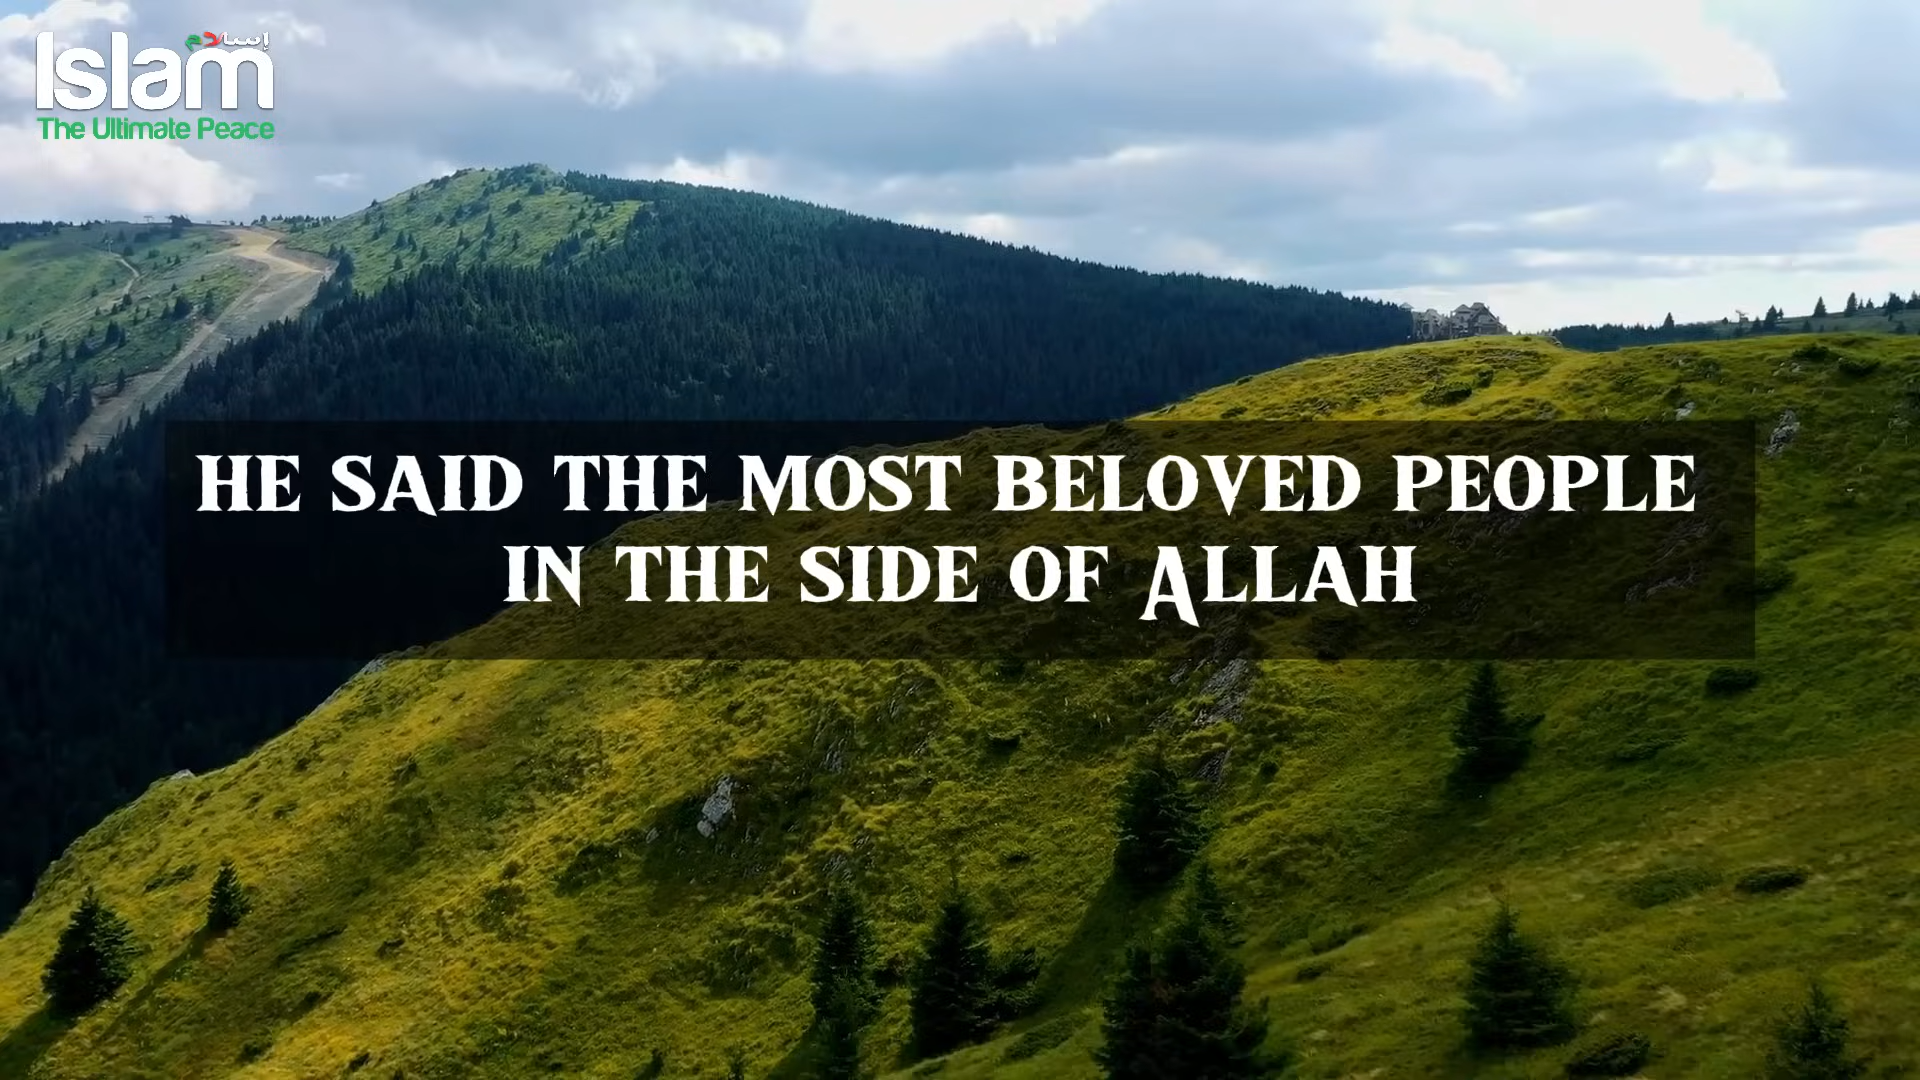 إسلام
Islam
The Ultimate Peace
HE SAID THE MOST BELOVED PEOPLE
IN THE SIDE OF ALLAH